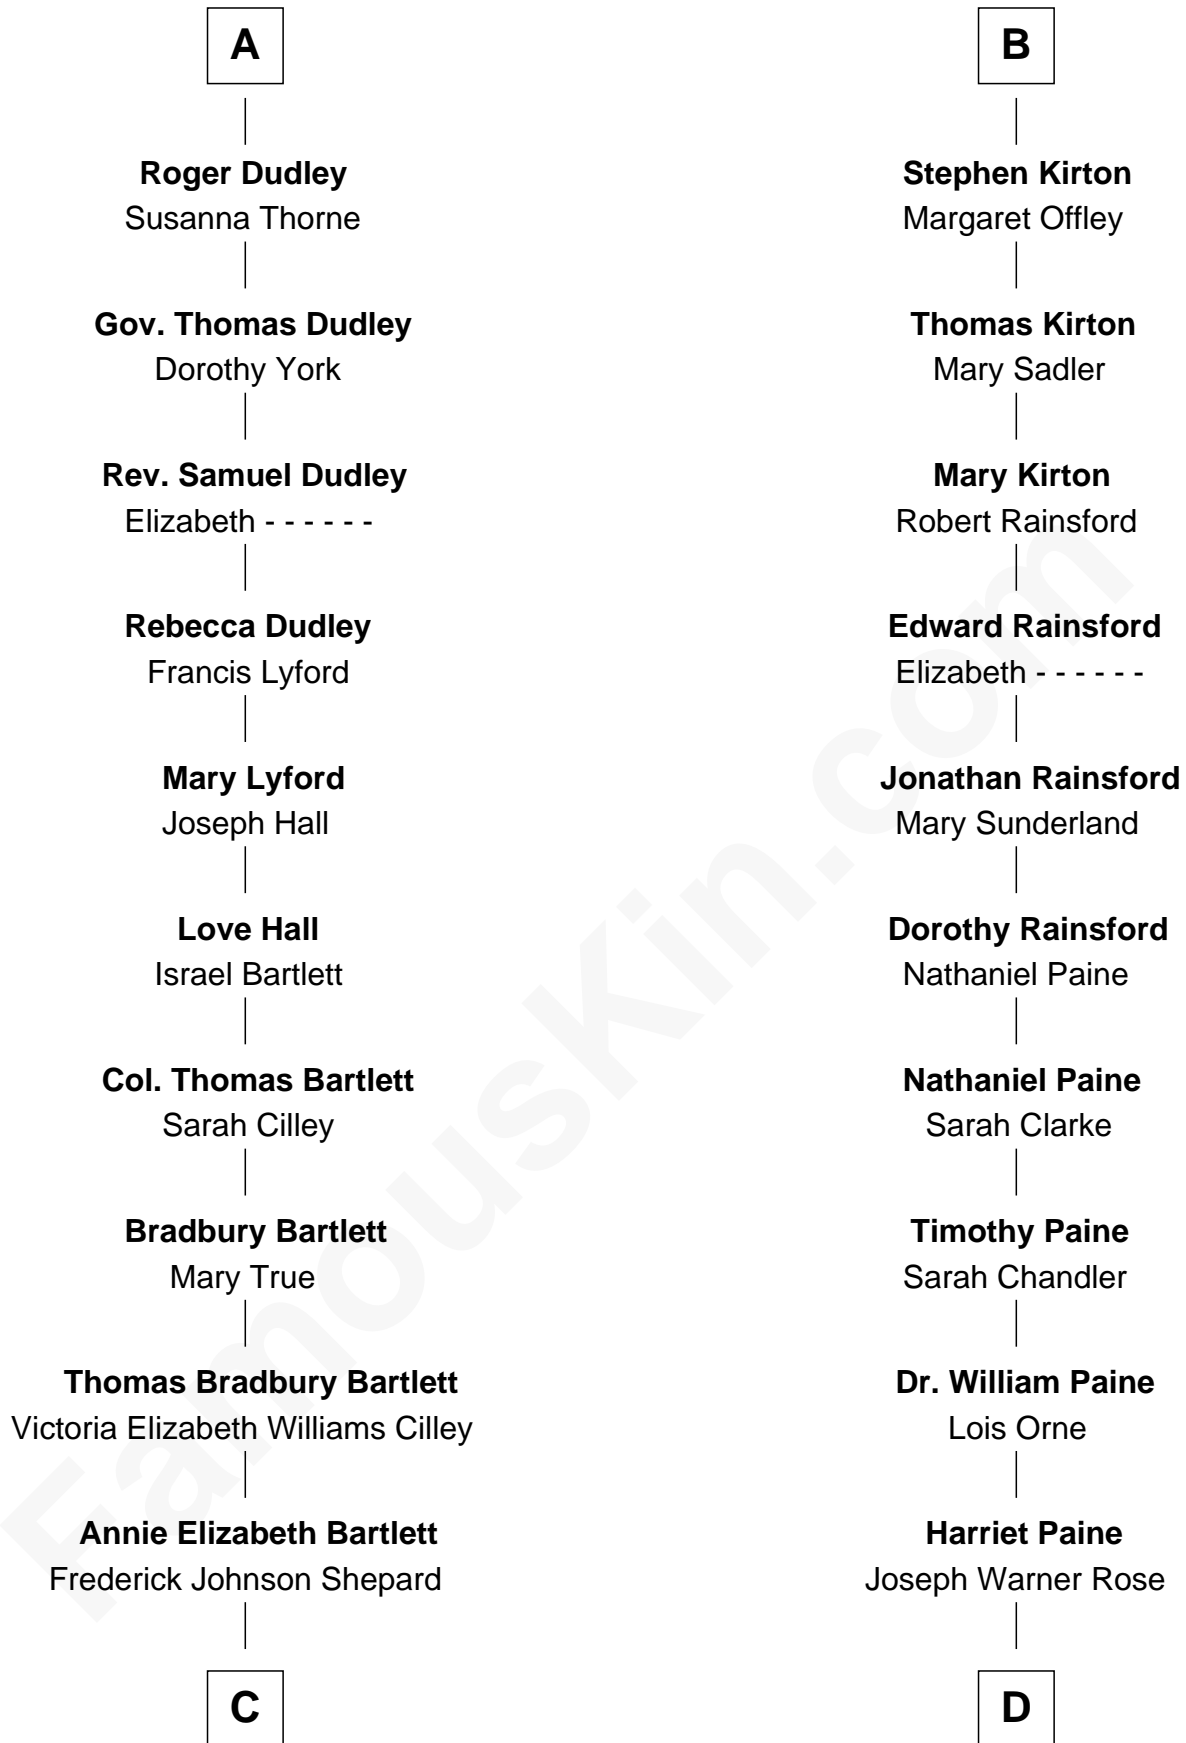 A
Roger Dudley
Susanna Thorne
Gov. Thomas Dudley
Dorothy York
Rev. Samuel Dudley
Elizabeth - - - - - -
Rebecca Dudley
Francis Lyford
Mary Lyford
Joseph Hall
Love Hall
Israel Bartlett
Col. Thomas Bartlett
Sarah Cilley
Bradbury Bartlett
Mary True
Thomas Bradbury Bartlett
Victoria Elizabeth Williams Cilley
Annie Elizabeth Bartlett
Frederick Johnson Shepard
C
B
Stephen Kirton
Margaret Offley
Thomas Kirton
Mary Sadler
Mary Kirton
Robert Rainsford
Edward Rainsford
Elizabeth - - - - - -
Jonathan Rainsford
Mary Sunderland
Dorothy Rainsford
Nathaniel Paine
Nathaniel Paine
Sarah Clarke
Timothy Paine
Sarah Chandler
Dr. William Paine
Lois Orne
Harriet Paine
Joseph Warner Rose
D
FamousKin.com